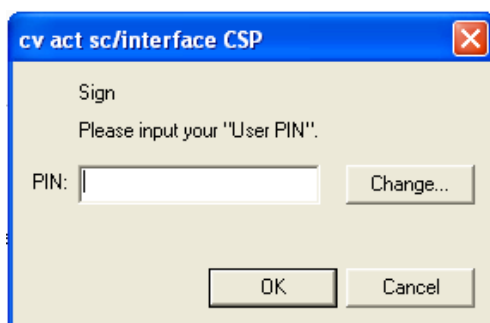 cv act sc/interface CSP
Sign
Please input your "User PIN".
PIN: Change...
OK Cancel